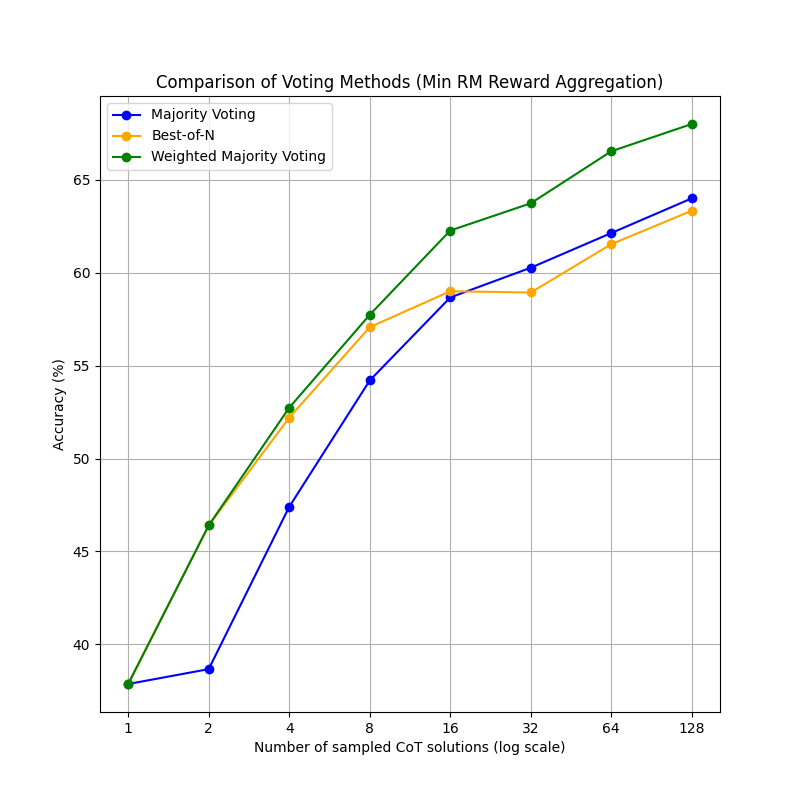 Comparison of Voting Methods (Min RM Reward Aggregation)
Majority Voting
Best-of-N
Weighted Majority Voting
Accuracy (%)
65
60
55
50
45
40
1 2 4 8 16 32 64 128
Number of sampled CoT solutions (log scale)